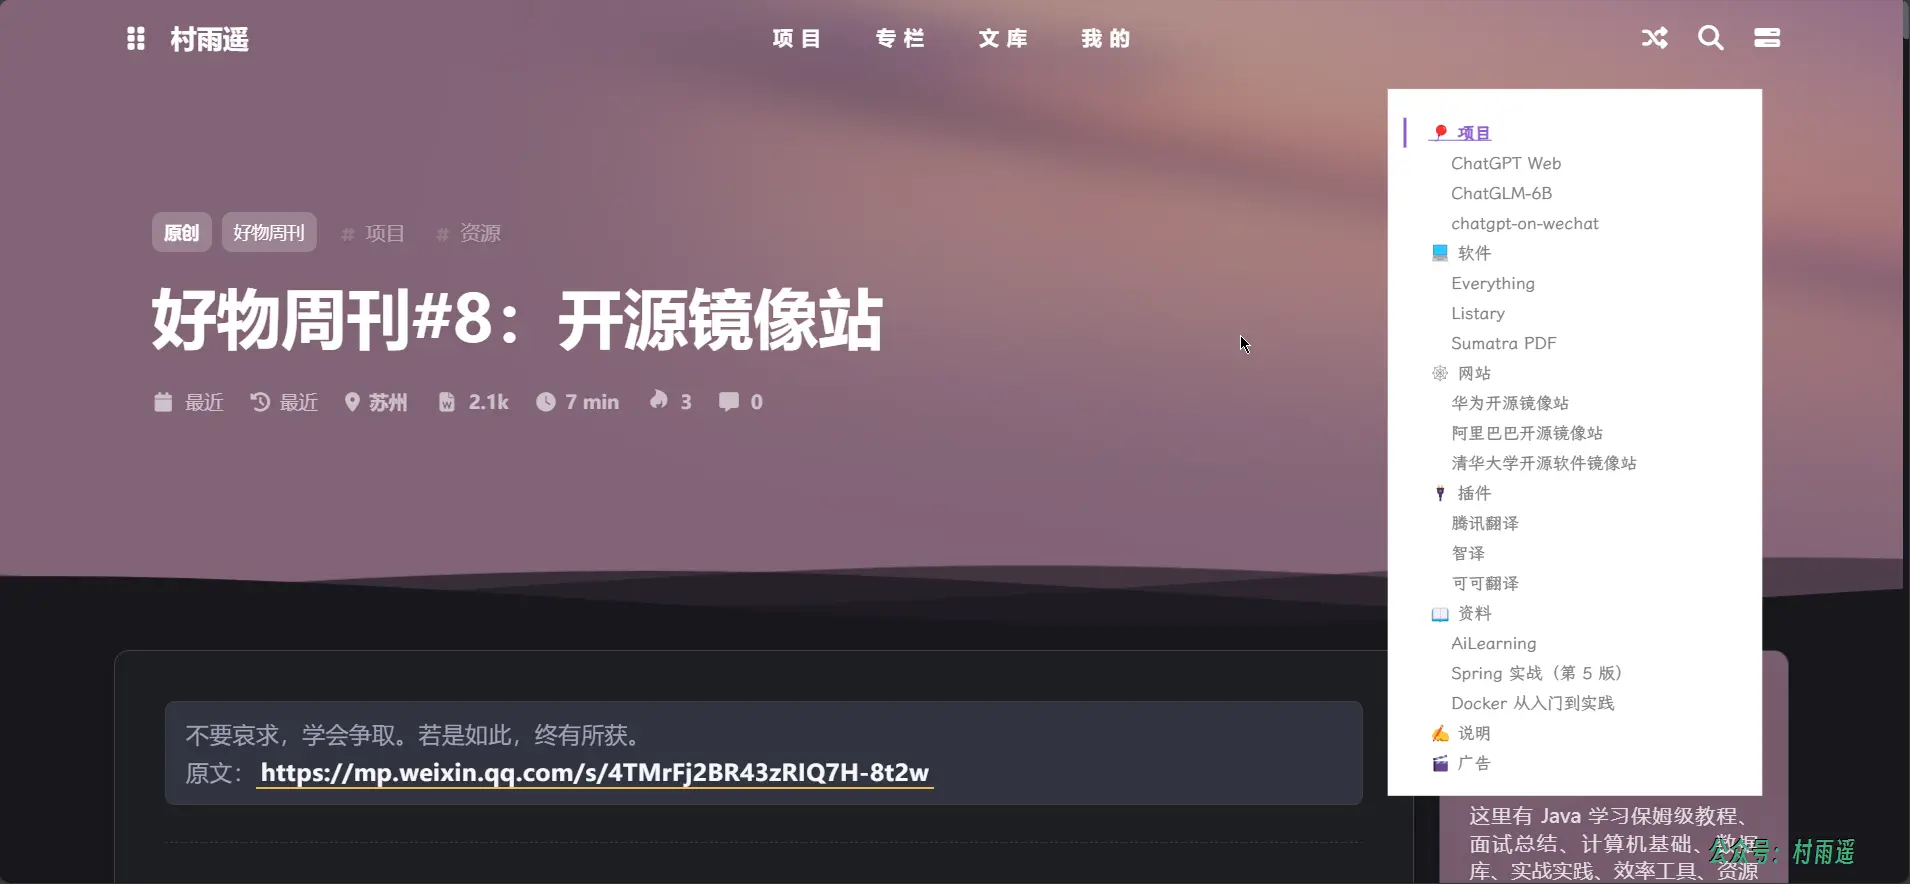 村雨遥
项目 专栏 文库 我的
原创 好物周刊 # 项目 # 资源
好物周刊#8：开源镜像站
最近 最近 苏州 2.1k 7 min 3 0
不要哀求，学会争取。若是如此，终有所获。
原文： https://mp.weixin.qq.com/s/4TMrFj2BR43zRIQ7H-8t2w
项目
ChatGPT Web
ChatGLM-6B
chatgpt-on-wechat
软件
Everything
Listary
Sumatra PDF
网站
华为开源镜像站
阿里巴巴开源镜像站
清华大学开源软件镜像站
插件
腾讯翻译
智译
可可翻译
资料
AiLearning
Spring 实战（第 5 版）
Docker 从入门到实践
说明
广告
这里有 Java 学习保姆级教程、
面试总结、计算机基础、数据
库、实战实践、效率工具、资源
公众号：村雨遥